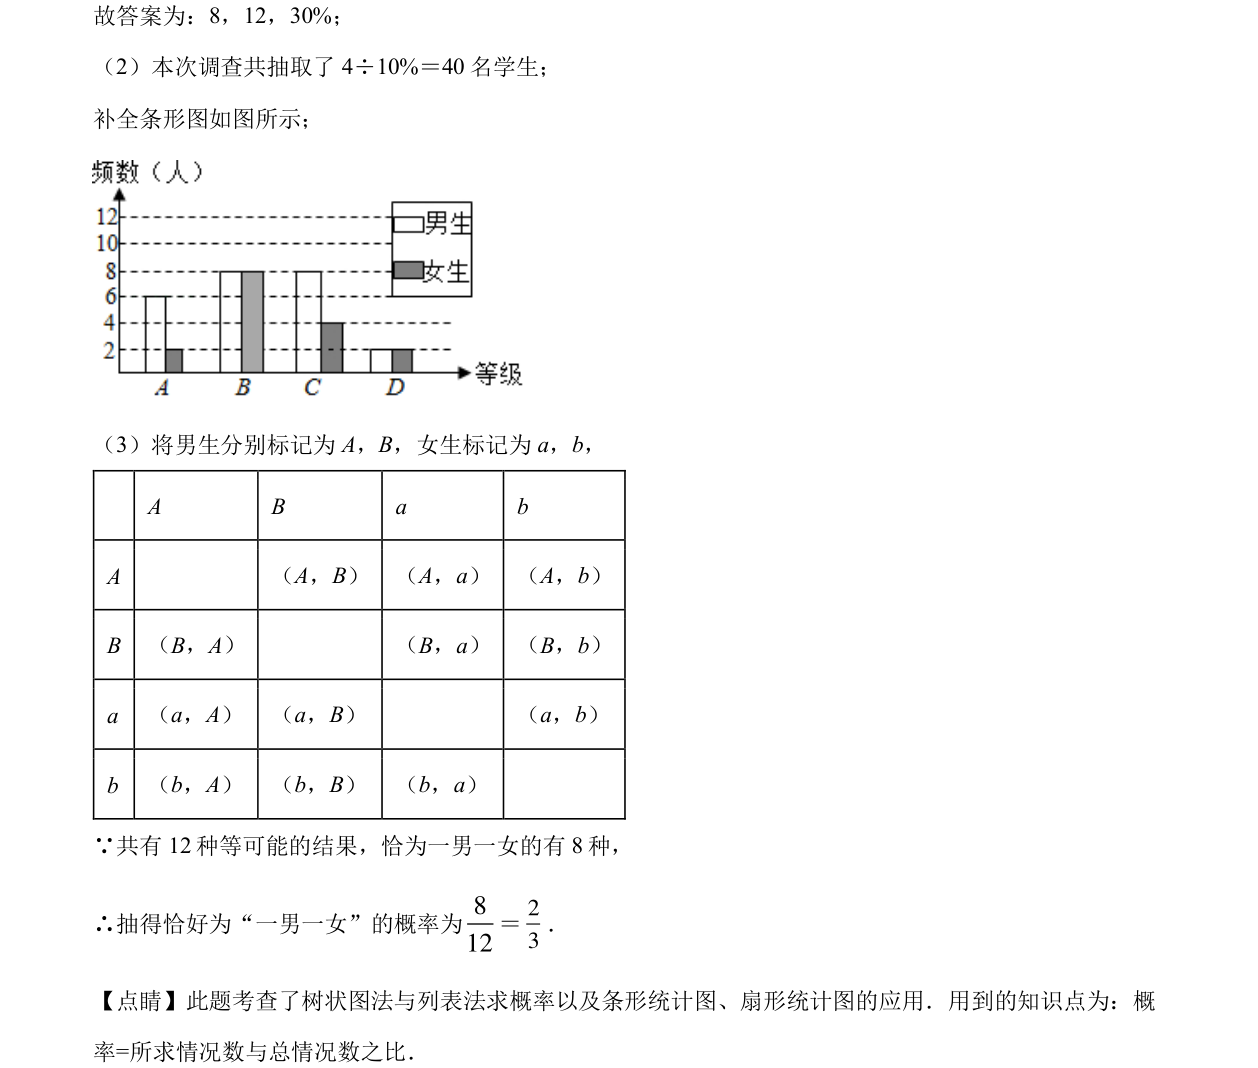 故答案为：8，12，30%；
（2）本次调查共抽取了 4÷10%＝40 名学生；
补全条形图如图所示；
频数（人）
12
男生
10
8
女生
6
4
2
A B C D 等级
（3）将男生分别标记为 A，B，女生标记为 a，b，
A B a b
A （A，B） （A，a） （A，b）
B （B，A） （B，a） （B，b）
a （a，A） （a，B） （a，b）
b （b，A） （b，B） （b，a）
∵共有 12 种等可能的结果，恰为一男一女的有 8 种，
∴抽得恰好为“一男一女”的概率为 8/12 ＝ 2/3 ．
【点睛】此题考查了树状图法与列表法求概率以及条形统计图、扇形统计图的应用．用到的知识点为：概
率=所求情况数与总情况数之比．